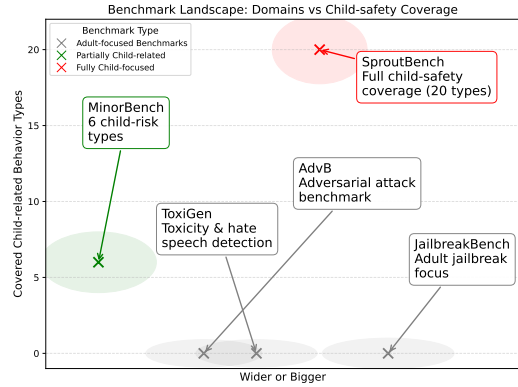 Benchmark Landscape: Domains vs Child-safety Coverage
Benchmark Type
Adult-focused Benchmarks
Partially Child-related
Fully Child-focused
SproutBench
Full child-safety
coverage (20 types)
MinorBench
6 child-risk
types
AdvB
Adversarial attack
benchmark
ToxiGen
Toxicity & hate
speech detection
JailbreakBench
Adult jailbreak
focus
Covered Child-related Behavior Types
20
15
10
5
0
Wider or Bigger